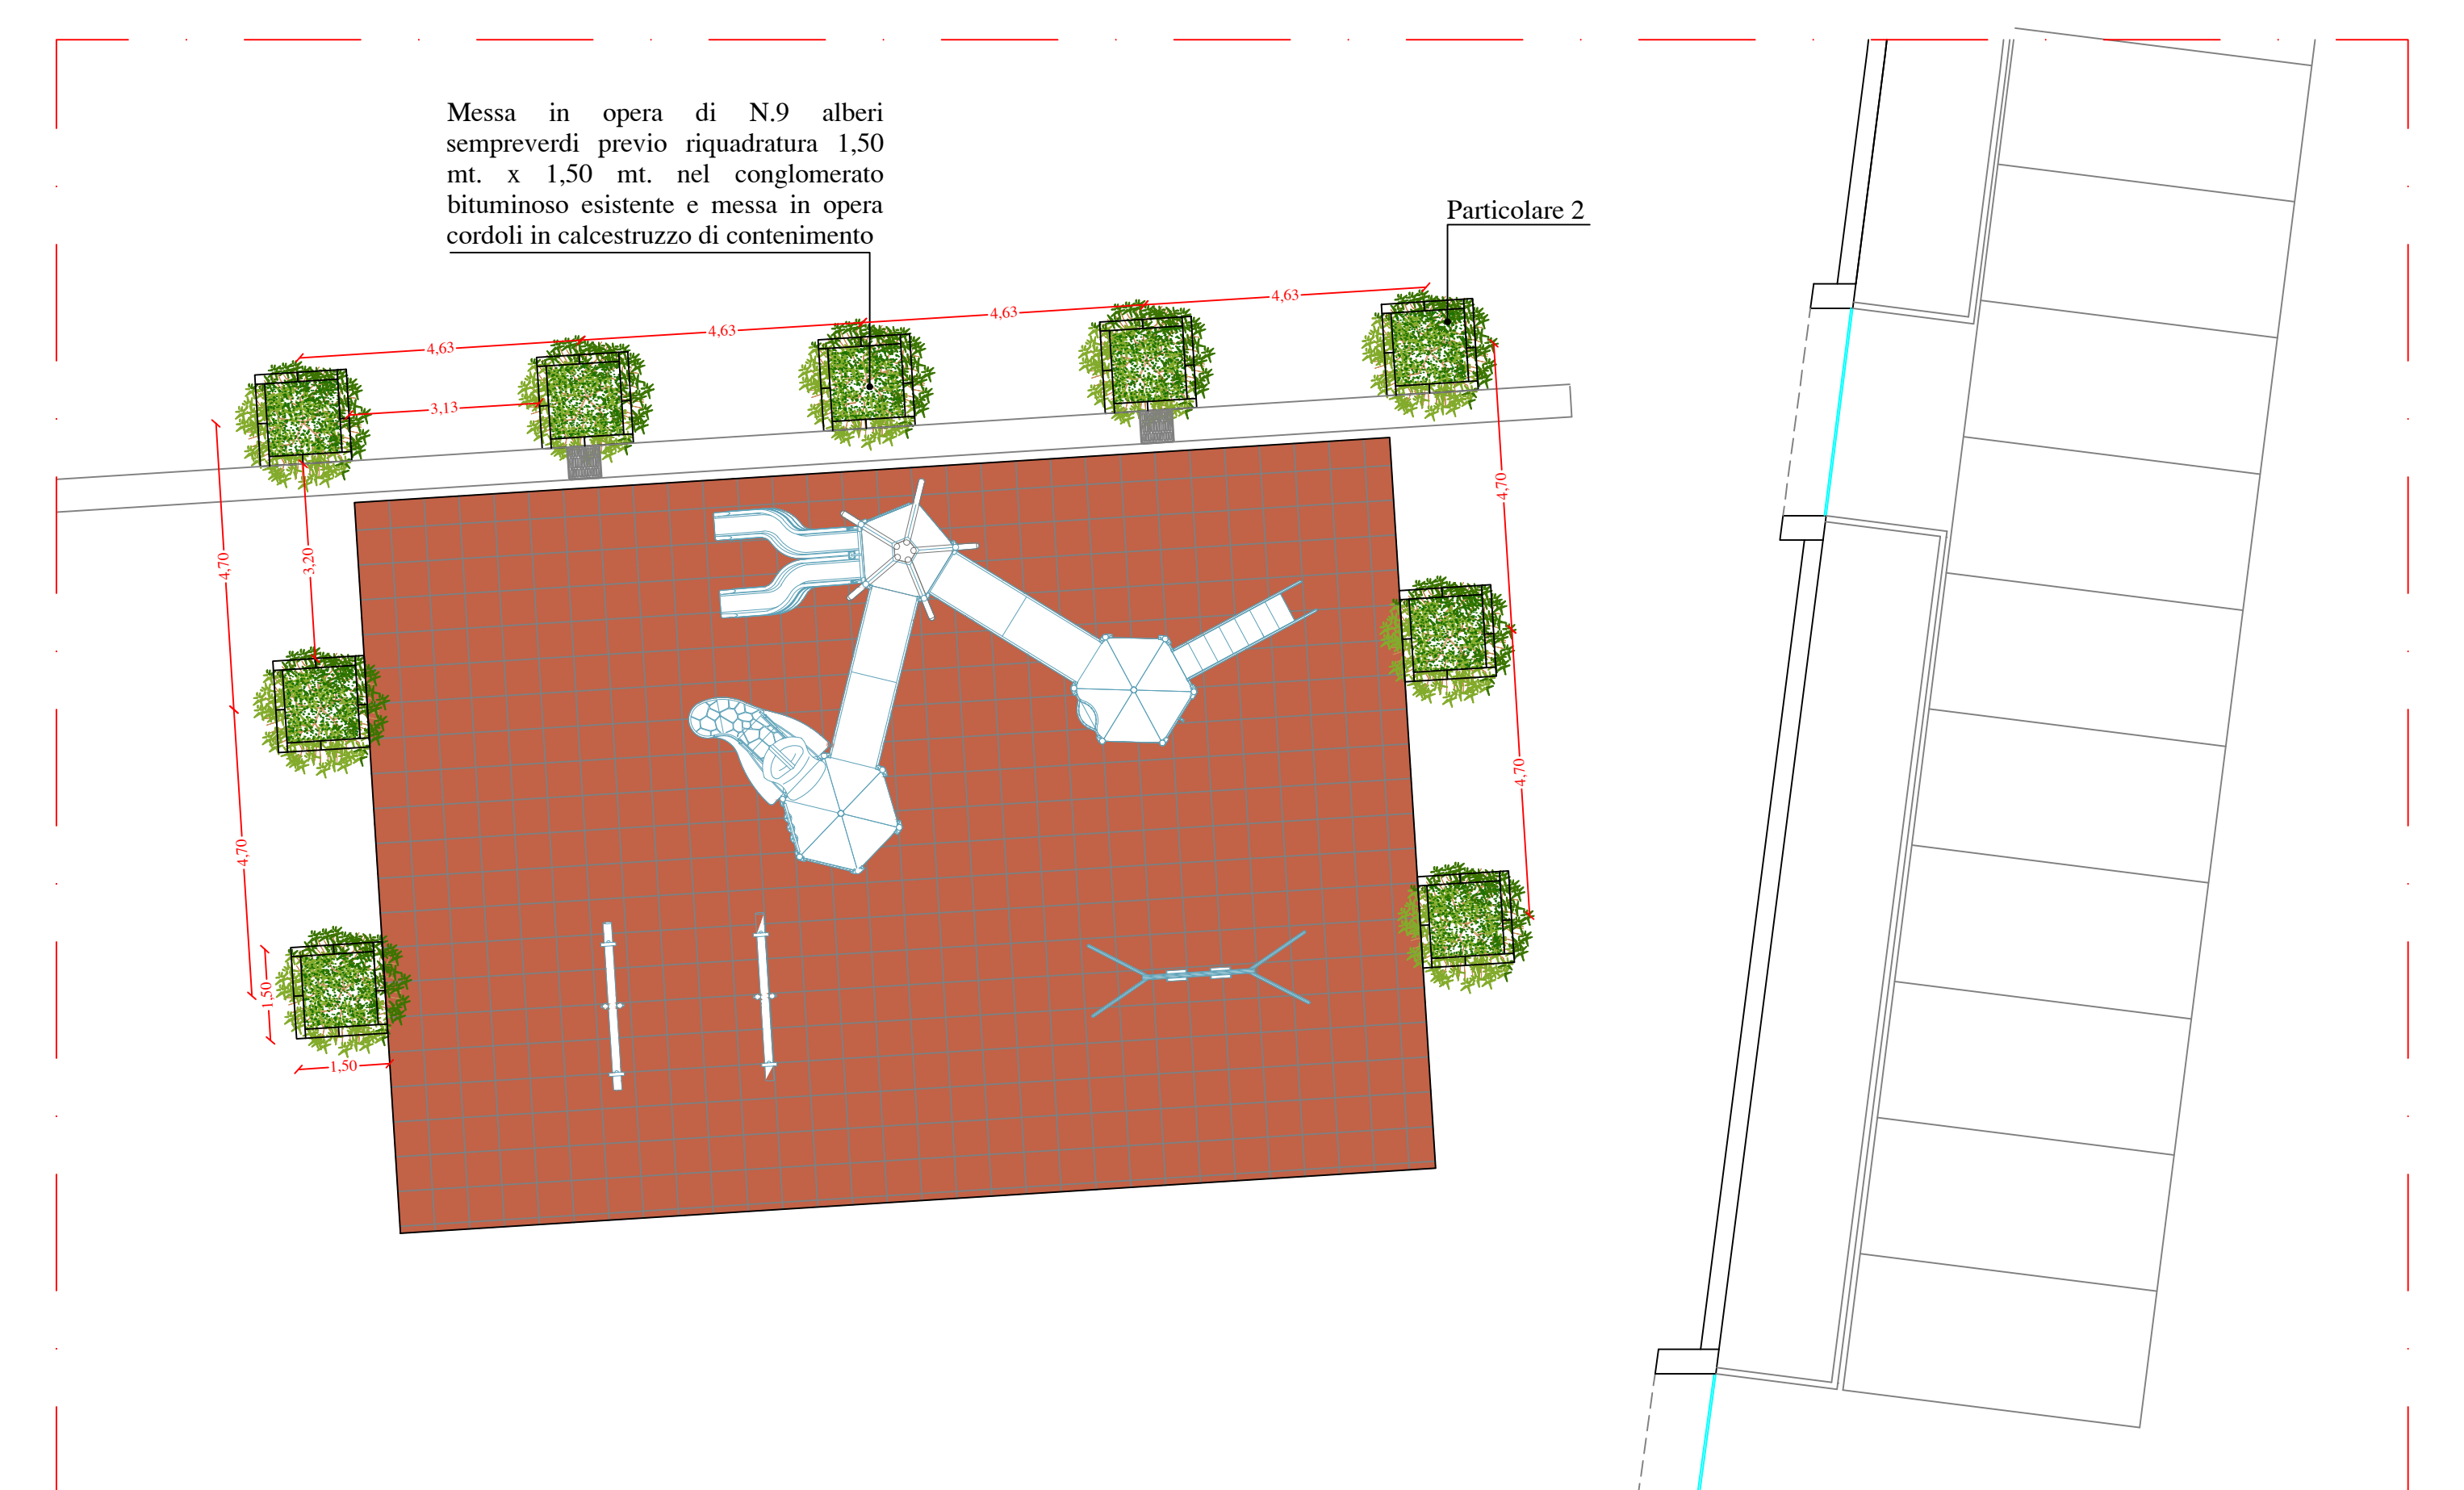 Messa in opera di N.9 alberi
sempreverdi previo riquadratura 1,50
mt. x 1,50 mt. nel conglomerato
bituminoso esistente e messa in opera
cordoli in calcestruzzo di contenimento
Particolare 2
4,63
4,63
4,63
4,63
3,13
4,70
3,20
4,70
4,70
4,70
1,50
1,50